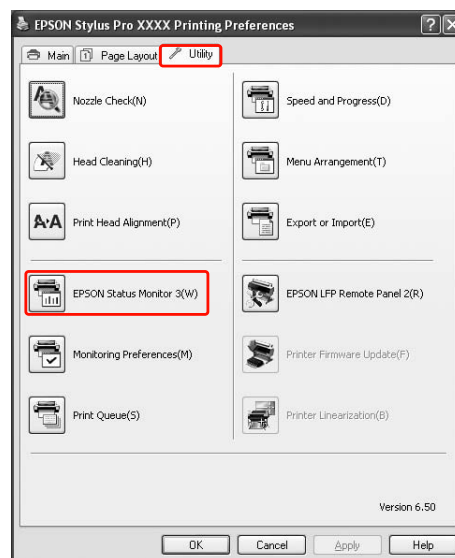 EPSON Stylus Pro XXXX Printing Preferences
Main
Page Layout
Utility
Nozzle Check(N)
Speed and Progress(D)
Head Cleaning(H)
Menu Arrangement(T)
Print Head Alignment(P)
Export or Import(E)
EPSON Status Monitor 3(W)
EPSON LFP Remote Panel 2(R)
Monitoring Preferences(M)
Printer Firmware Update(F)
Print Queue(S)
Printer Linearization(B)
Version 6.50
OK
Cancel
Apply
Help